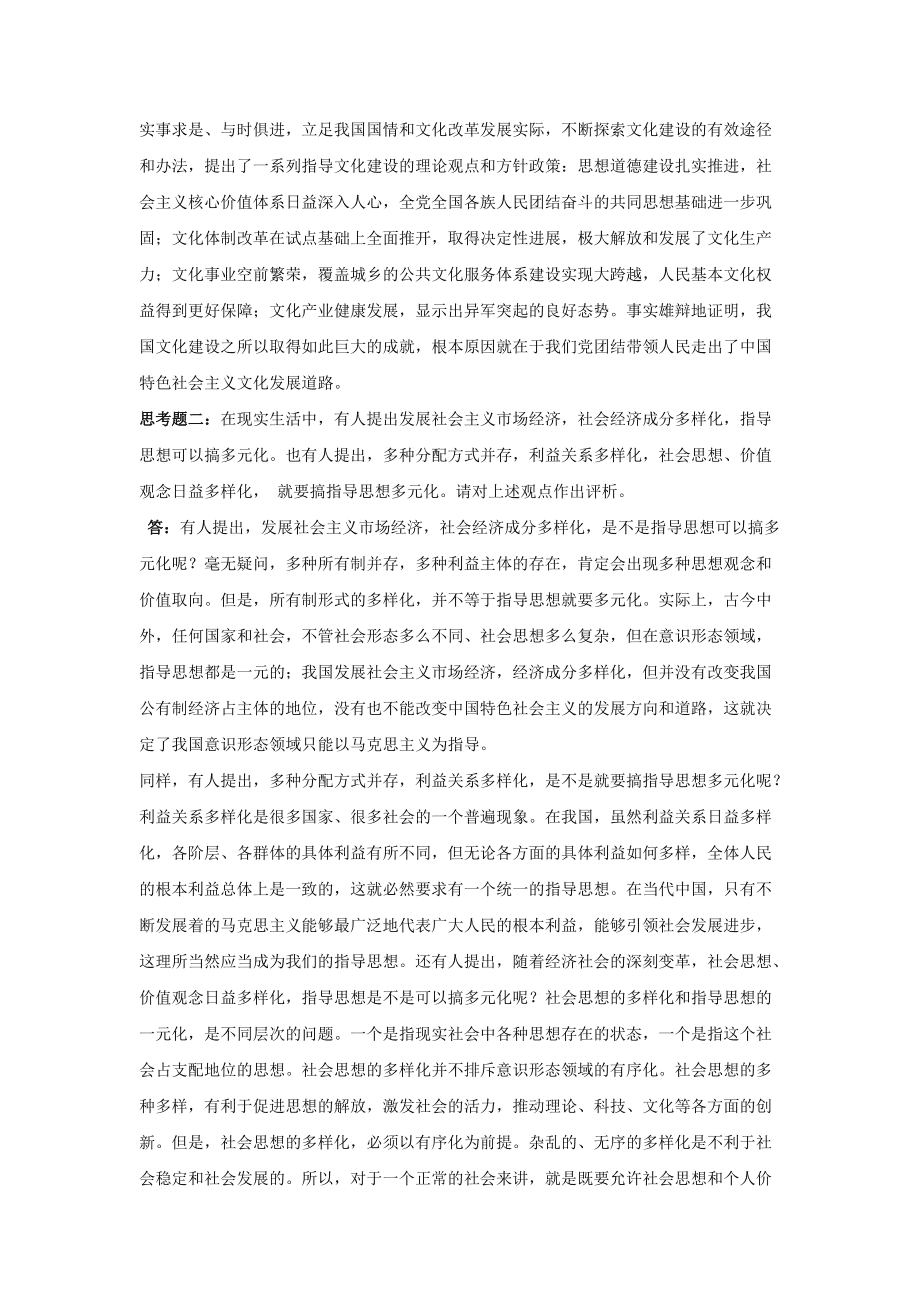 实事求是、与时俱进，立足我国国情和文化改革发展实际，不断探索文化建设的有效途径
和办法，提出了一系列指导文化建设的理论观点和方针政策：思想道德建设扎实推进，社
会主义核心价值体系日益深入人心，全党全国各族人民团结奋斗的共同思想基础进一步巩
固；文化体制改革在试点基础上全面推开，取得决定性进展，极大解放和发展了文化生产
力；文化事业空前繁荣，覆盖城乡的公共文化服务体系建设实现大跨越，人民基本文化权
益得到更好保障；文化产业健康发展，显示出异军突起的良好态势。事实雄辩地证明，我
国文化建设之所以取得如此巨大的成就，根本原因就在于我们党团结带领人民走出了中国
特色社会主义文化发展道路。
思考题二：在现实生活中，有人提出发展社会主义市场经济，社会经济成分多样化，指导
思想可以搞多元化。也有人提出，多种分配方式并存，利益关系多样化，社会思想、价值
观念日益多样化， 就要搞指导思想多元化。请对上述观点作出评析。
答：有人提出，发展社会主义市场经济，社会经济成分多样化，是不是指导思想可以搞多
元化呢？毫无疑问，多种所有制并存，多种利益主体的存在，肯定会出现多种思想观念和
价值取向。但是，所有制形式的多样化，并不等于指导思想就要多元化。实际上，古今中
外，任何国家和社会，不管社会形态多么不同、社会思想多么复杂，但在意识形态领域，
指导思想都是一元的；我国发展社会主义市场经济，经济成分多样化，但并没有改变我国
公有制经济占主体的地位，没有也不能改变中国特色社会主义的发展方向和道路，这就决
定了我国意识形态领域只能以马克思主义为指导。
同样，有人提出，多种分配方式并存，利益关系多样化，是不是就要搞指导思想多元化呢？
利益关系多样化是很多国家、很多社会的一个普遍现象。在我国，虽然利益关系日益多样
化，各阶层、各群体的具体利益有所不同，但无论各方面的具体利益如何多样，全体人民
的根本利益总体上是一致的，这就必然要求有一个统一的指导思想。在当代中国，只有不
断发展着的马克思主义能够最广泛地代表广大人民的根本利益，能够引领社会发展进步，
这理所当然应当成为我们的指导思想。还有人提出，随着经济社会的深刻变革，社会思想、
价值观念日益多样化，指导思想是不是可以搞多元化呢？社会思想的多样化和指导思想的
一元化，是不同层次的问题。一个是指现实社会中各种思想存在的状态，一个是指这个社
会占支配地位的思想。社会思想的多样化并不排斥意识形态领域的有序化。社会思想的多
种多样，有利于促进思想的解放，激发社会的活力，推动理论、科技、文化等各方面的创
新。但是，社会思想的多样化，必须以有序化为前提。杂乱的、无序的多样化是不利于社
会稳定和社会发展的。所以，对于一个正常的社会来讲，就是既要允许社会思想和个人价